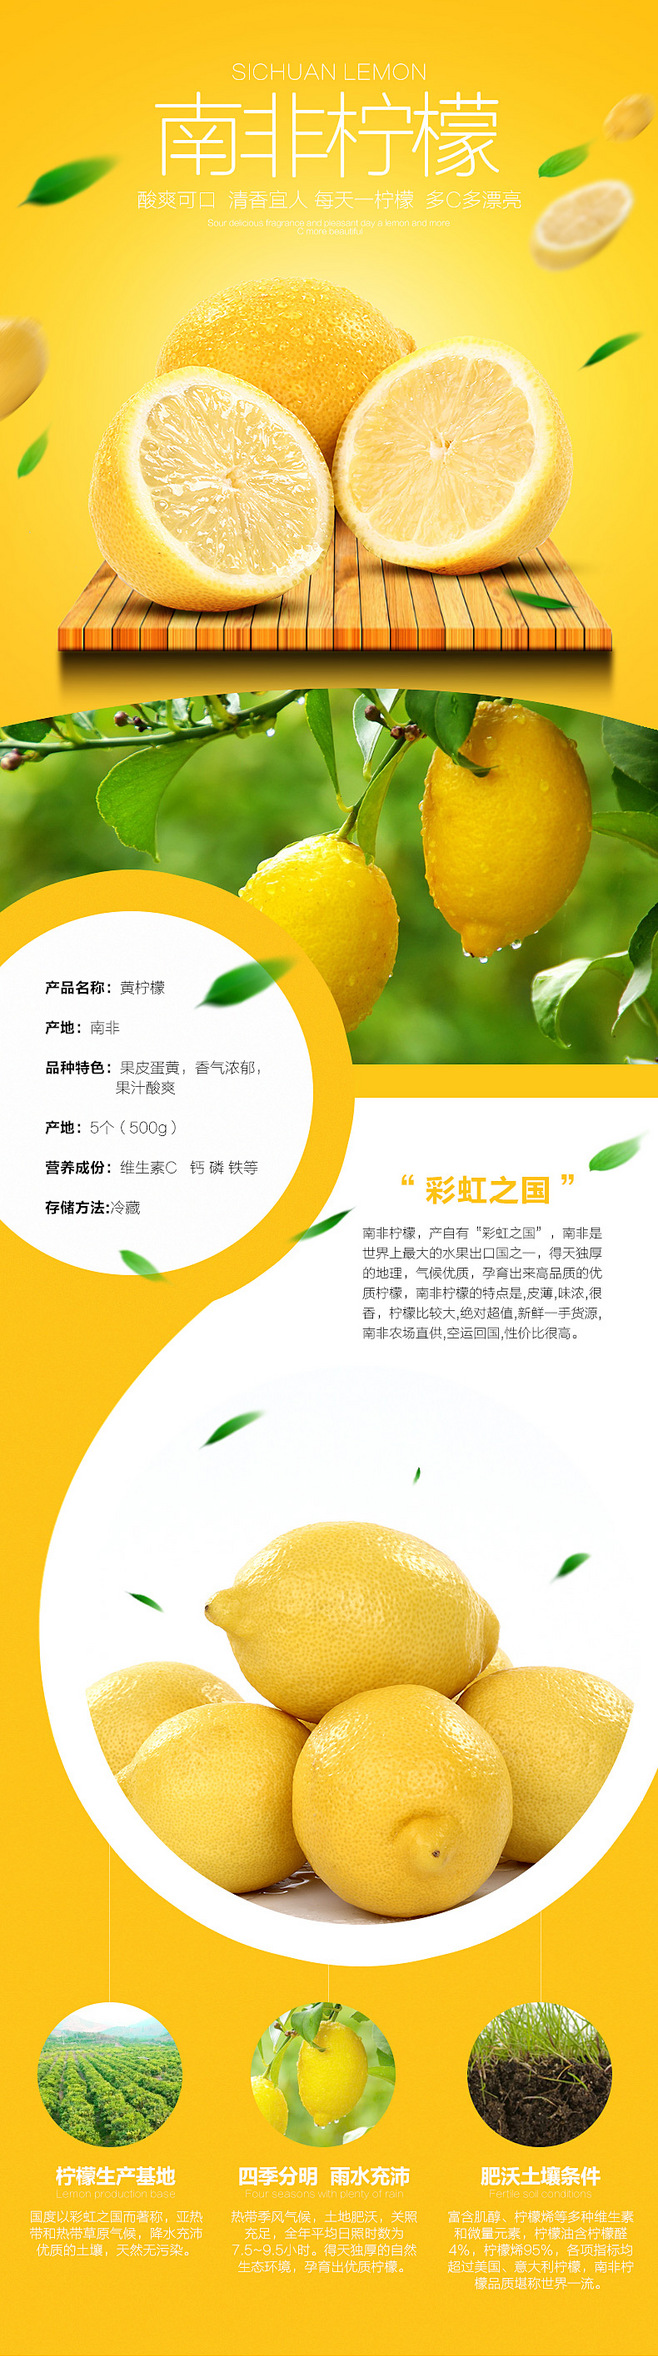 SICHUAN LEMON
南非柠檬
酸爽可口 清香宜人 每天一柠檬 多C多漂亮
Sour delicious fragrance and pleasant day a lemon and more
C more beautiful
产品名称：黄柠檬
产地：南非
品种特色：果皮蛋黄，香气浓郁，
果汁酸爽
产地：5个（500g）
营养成份：维生素C 钙 磷 铁等
存储方法:冷藏
“彩虹之国”
南非柠檬，产自有“彩虹之国”，南非是
世界上最大的水果出口国之一，得天独厚
的地理，气候优质，孕育出来高品质的优
质柠檬，南非柠檬的特点是,皮薄,味浓,很
香，柠檬比较大,绝对超值,新鲜一手货源,
南非农场直供,空运回国,性价比很高。
柠檬生产基地
Lemon production base
国度以彩虹之国而著称，亚热
带和热带草原气候，降水充沛
优质的土壤，天然无污染。
四季分明 雨水充沛
Four seasons with plenty of rain
热带季风气候，土地肥沃，关照
充足，全年平均日照时数为
7.5~9.5小时。得天独厚的自然
生态环境，孕育出优质柠檬。
肥沃土壤条件
Fertile soil conditions
富含肌醇、柠檬烯等多种维生素
和微量元素，柠檬油含柠檬醛
4%，柠檬烯95%，各项指标均
超过美国、意大利柠檬，南非柠
檬品质堪称世界一流。